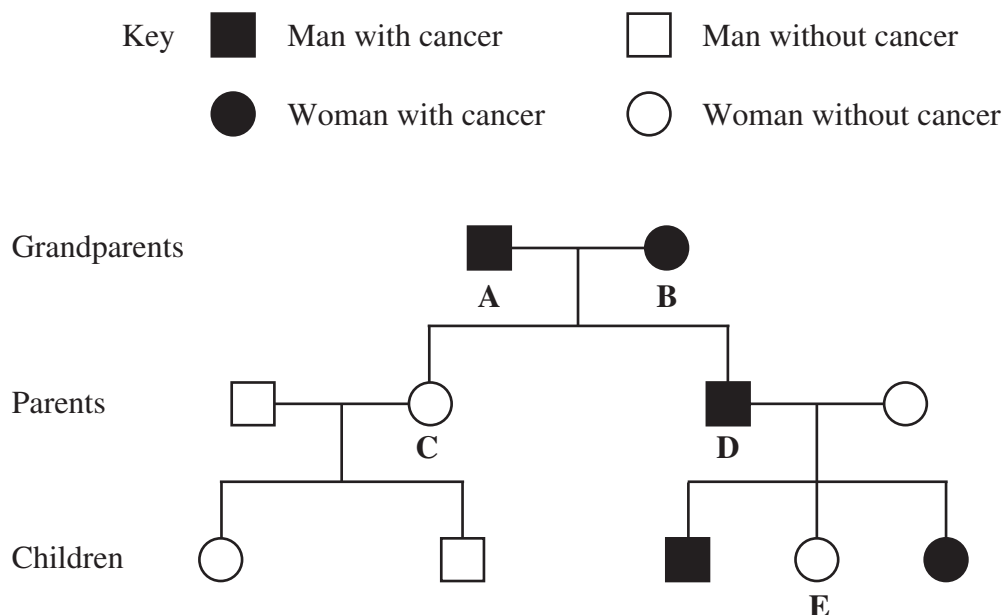 Key Man with cancer Man without cancer
Woman with cancer Woman without cancer
Grandparents
A B
Parents
C D
Children
E